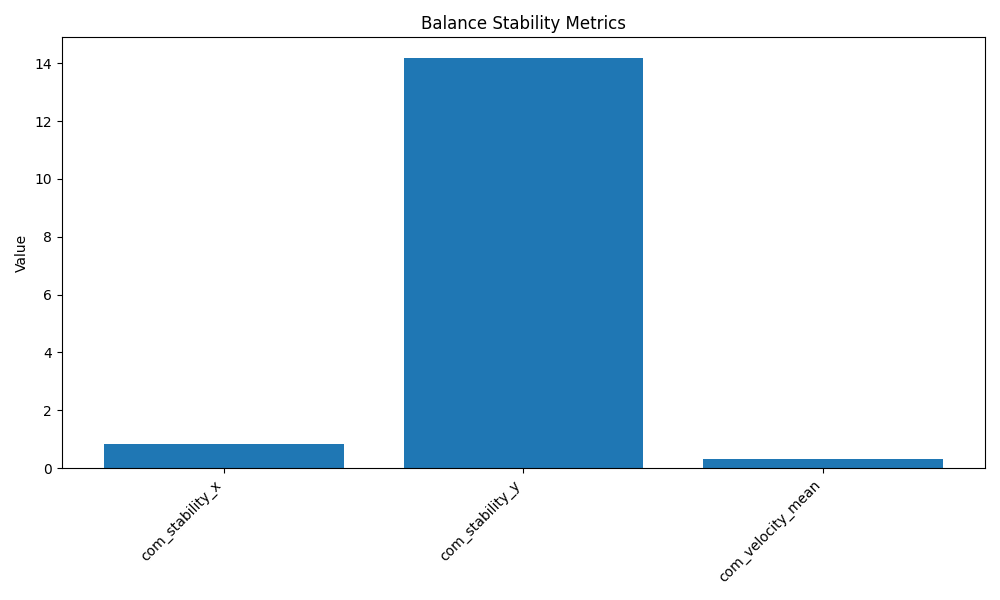 Balance Stability Metrics
Value
14
12
10
8
6
4
2
0
com_stability_x
com_stability_y
com_velocity_mean